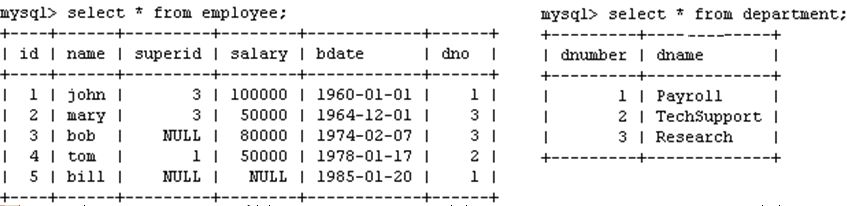 mysql> select * from employee;
+----+------+---------+--------+------------+-----+
| id | name | superid | salary | bdate | dno |
+----+------+---------+--------+------------+-----+
| 1 | john | 3 | 100000 | 1960-01-01 | 1 |
| 2 | mary | 3 | 50000 | 1964-12-01 | 3 |
| 3 | bob | NULL | 80000 | 1974-02-07 | 3 |
| 4 | tom | 1 | 50000 | 1978-01-17 | 2 |
| 5 | bill | NULL | NULL | 1985-01-20 | 1 |
+----+------+---------+--------+------------+-----+
mysql> select * from department;
+---------+-------------+
| dnumber | dname |
+---------+-------------+
| 1 | Payroll |
| 2 | TechSupport |
| 3 | Research |
+---------+-------------+